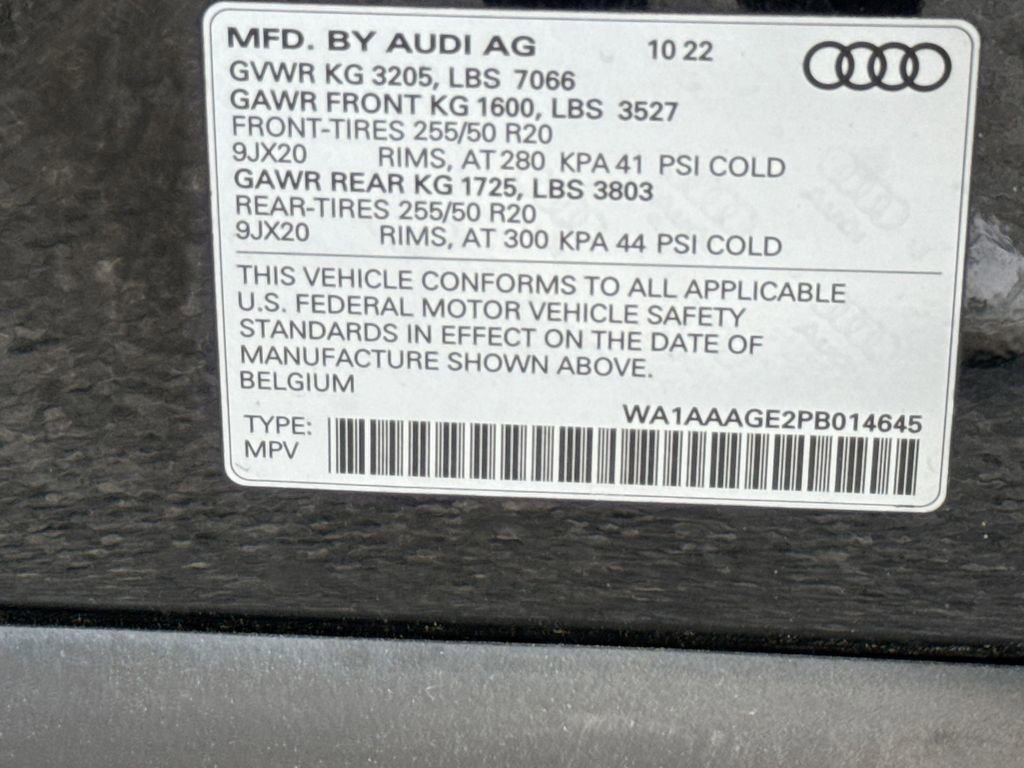 MFD. BY AUDI AG 10 22
GVWR KG 3205, LBS 7066
GAWR FRONT KG 1600, LBS 3527
FRONT-TIRES 255/50 R20
9JX20 RIMS, AT 280 KPA 41 PSI COLD
GAWR REAR KG 1725, LBS 3803
REAR-TIRES 255/50 R20
9JX20 RIMS, AT 300 KPA 44 PSI COLD
THIS VEHICLE CONFORMS TO ALL APPLICABLE
U.S. FEDERAL MOTOR VEHICLE SAFETY
STANDARDS IN EFFECT ON THE DATE OF
MANUFACTURE SHOWN ABOVE.
BELGIUM
WA1AAAGE2PB014645
TYPE:
MPV